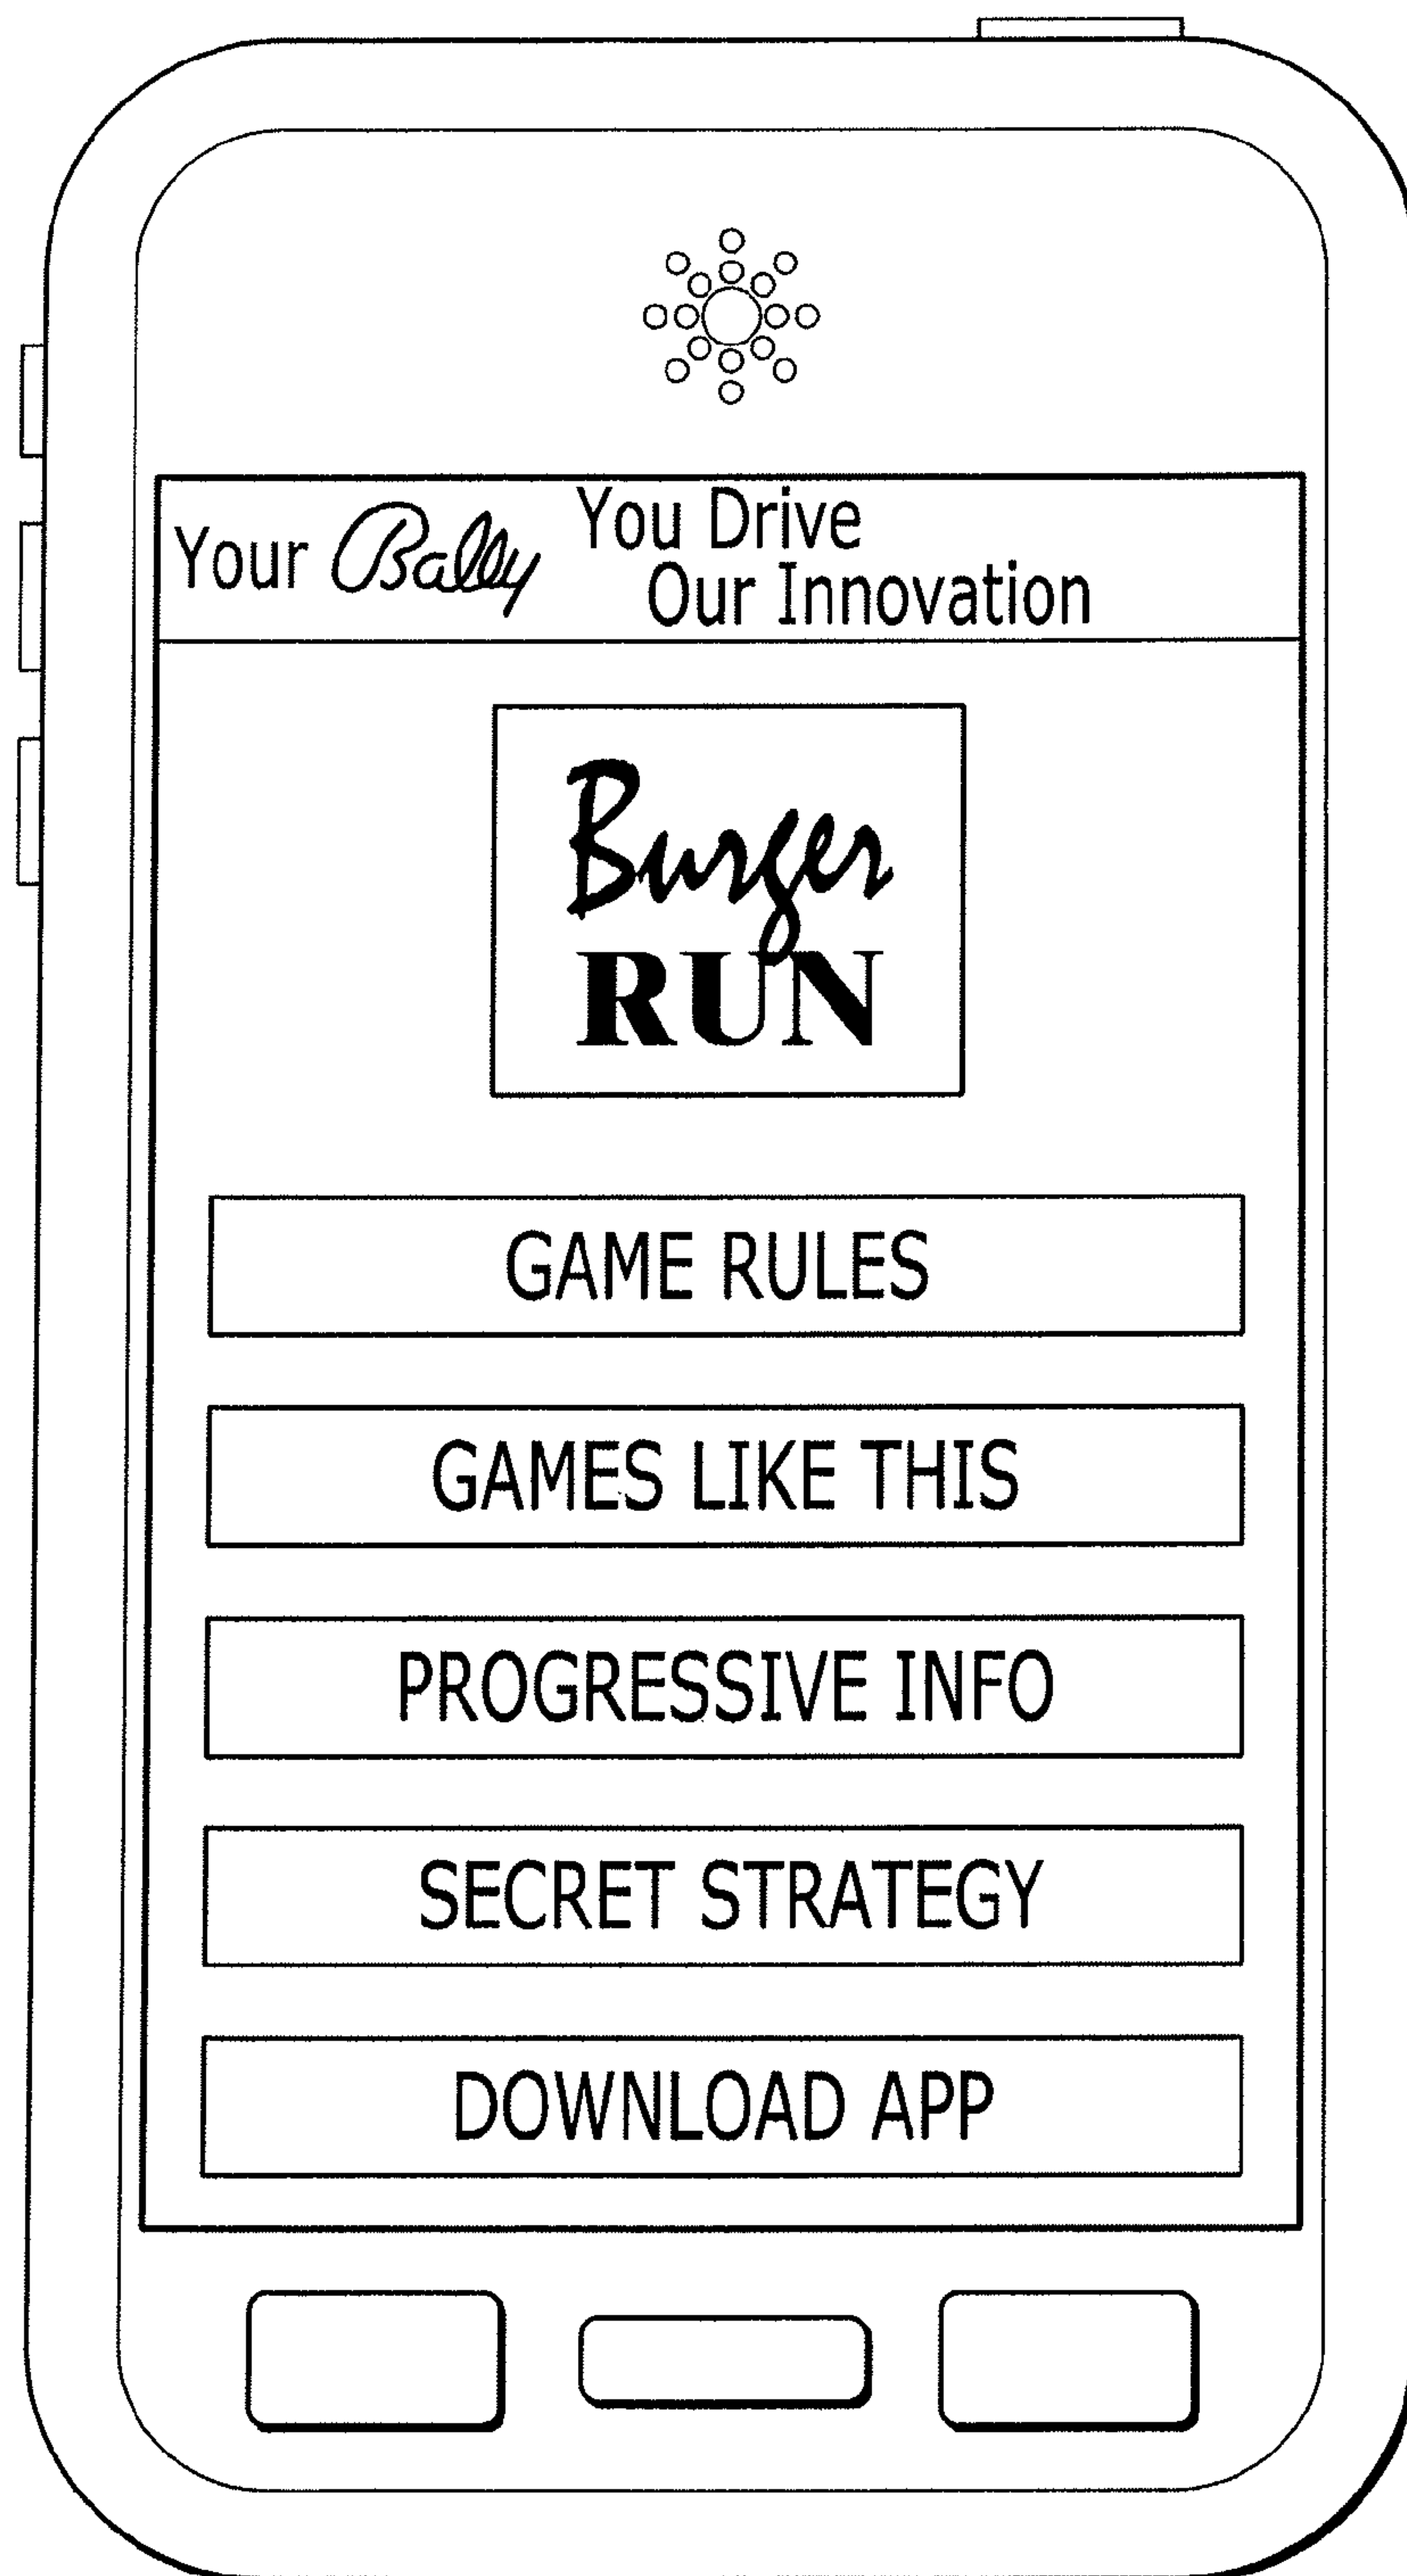 Your Bally You Drive
Our Innovation
Burger
RUN
GAME RULES
GAMES LIKE THIS
PROGRESSIVE INFO
SECRET STRATEGY
DOWNLOAD APP